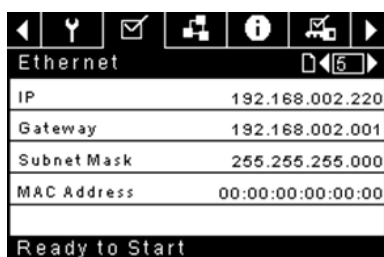 Ethernet 5
IP 192.168.002.220
Gateway 192.168.002.001
Subnet Mask 255.255.255.000
MAC Address 00:00:00:00:00:00
Ready to Start